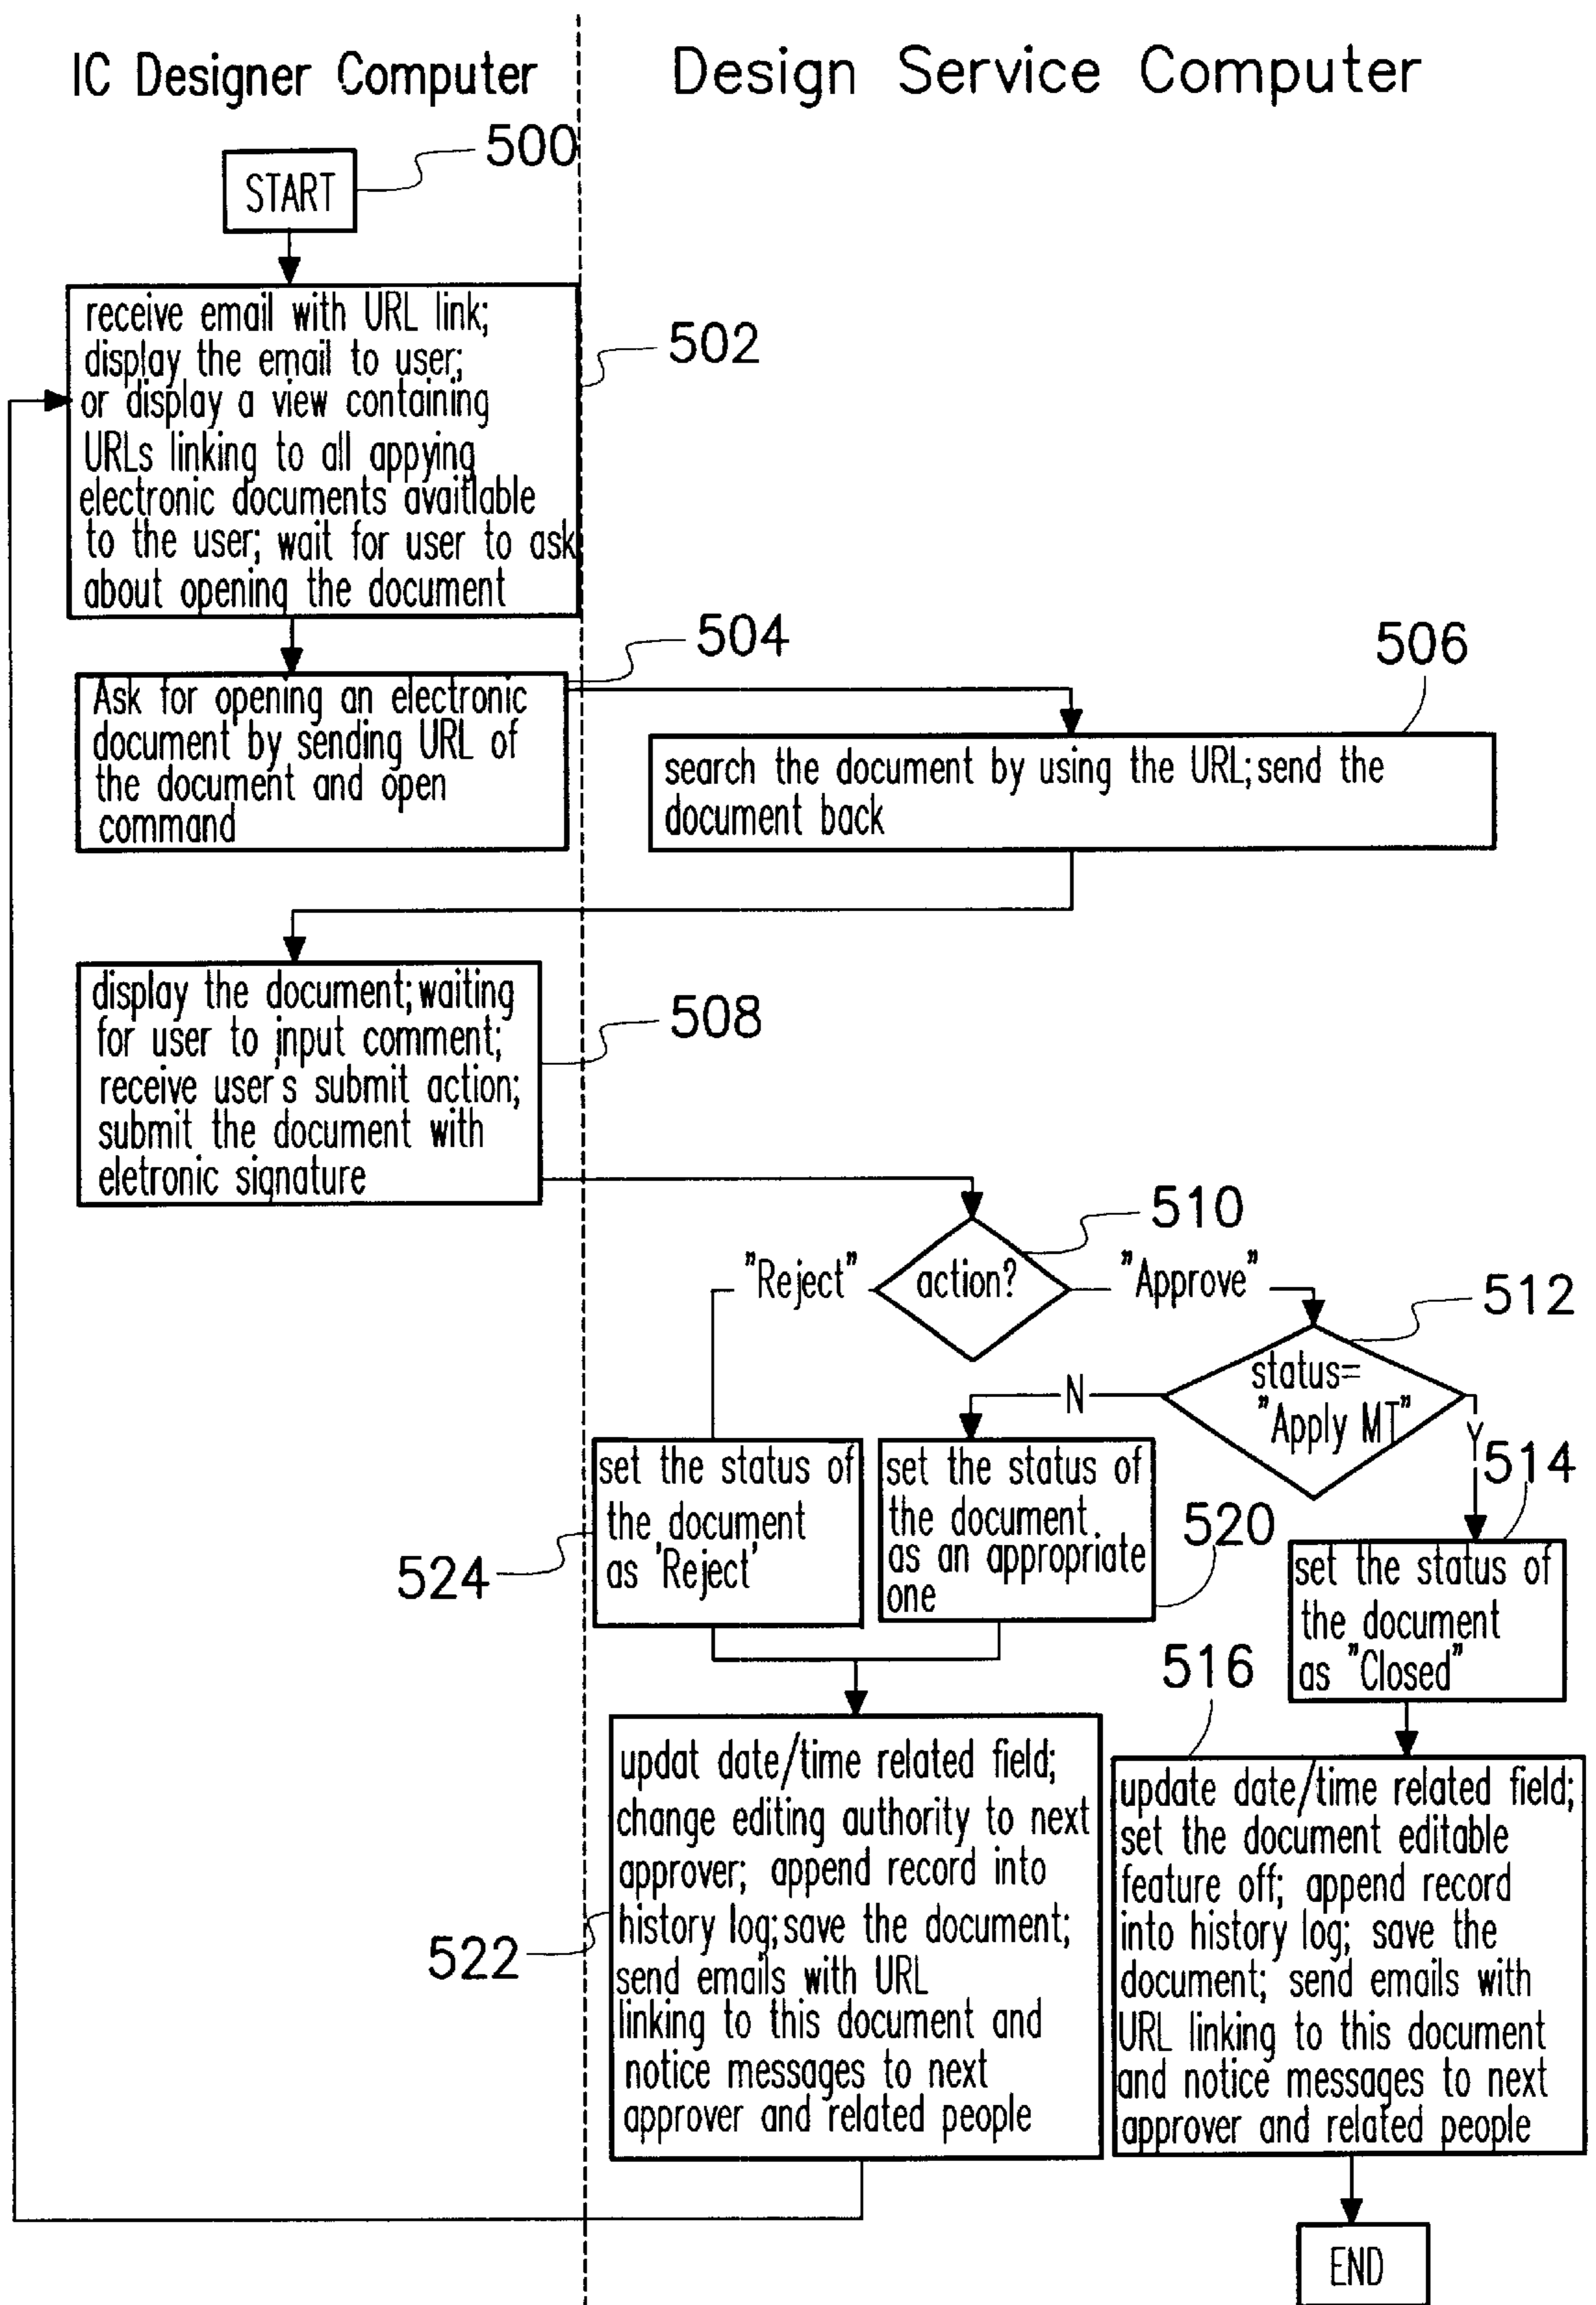 IC Designer Computer
Design Service Computer
START
500
receive email with URL link;
display the email to user;
or display a view containing
URLs linking to all appying
electronic documents avaitlable
to the user; wait for user to ask
about opening the document
502
504
Ask for opening an electronic
document by sending URL of
the document and open
command
506
search the document by using the URL; send the
document back
display the document; waiting
for user to input comment;
receive user's submit action;
submit the document with
eletronic signature
508
510
"Reject"
action?
"Approve"
512
status=
"Apply MT"
N
Y
514
set the status of
the document
as 'Reject'
524
set the status of
the document
as an appropriate
one
520
set the status of
the document
as "Closed"
516
updat date/time related field;
change editing authority to next
approver; append record into
history log; save the document;
send emails with URL
linking to this document and
notice messages to next
approver and related people
522
update date/time related field;
set the document editable
feature off; append record
into history log; save the
document; send emails with
URL linking to this document
and notice messages to next
approver and related people
END